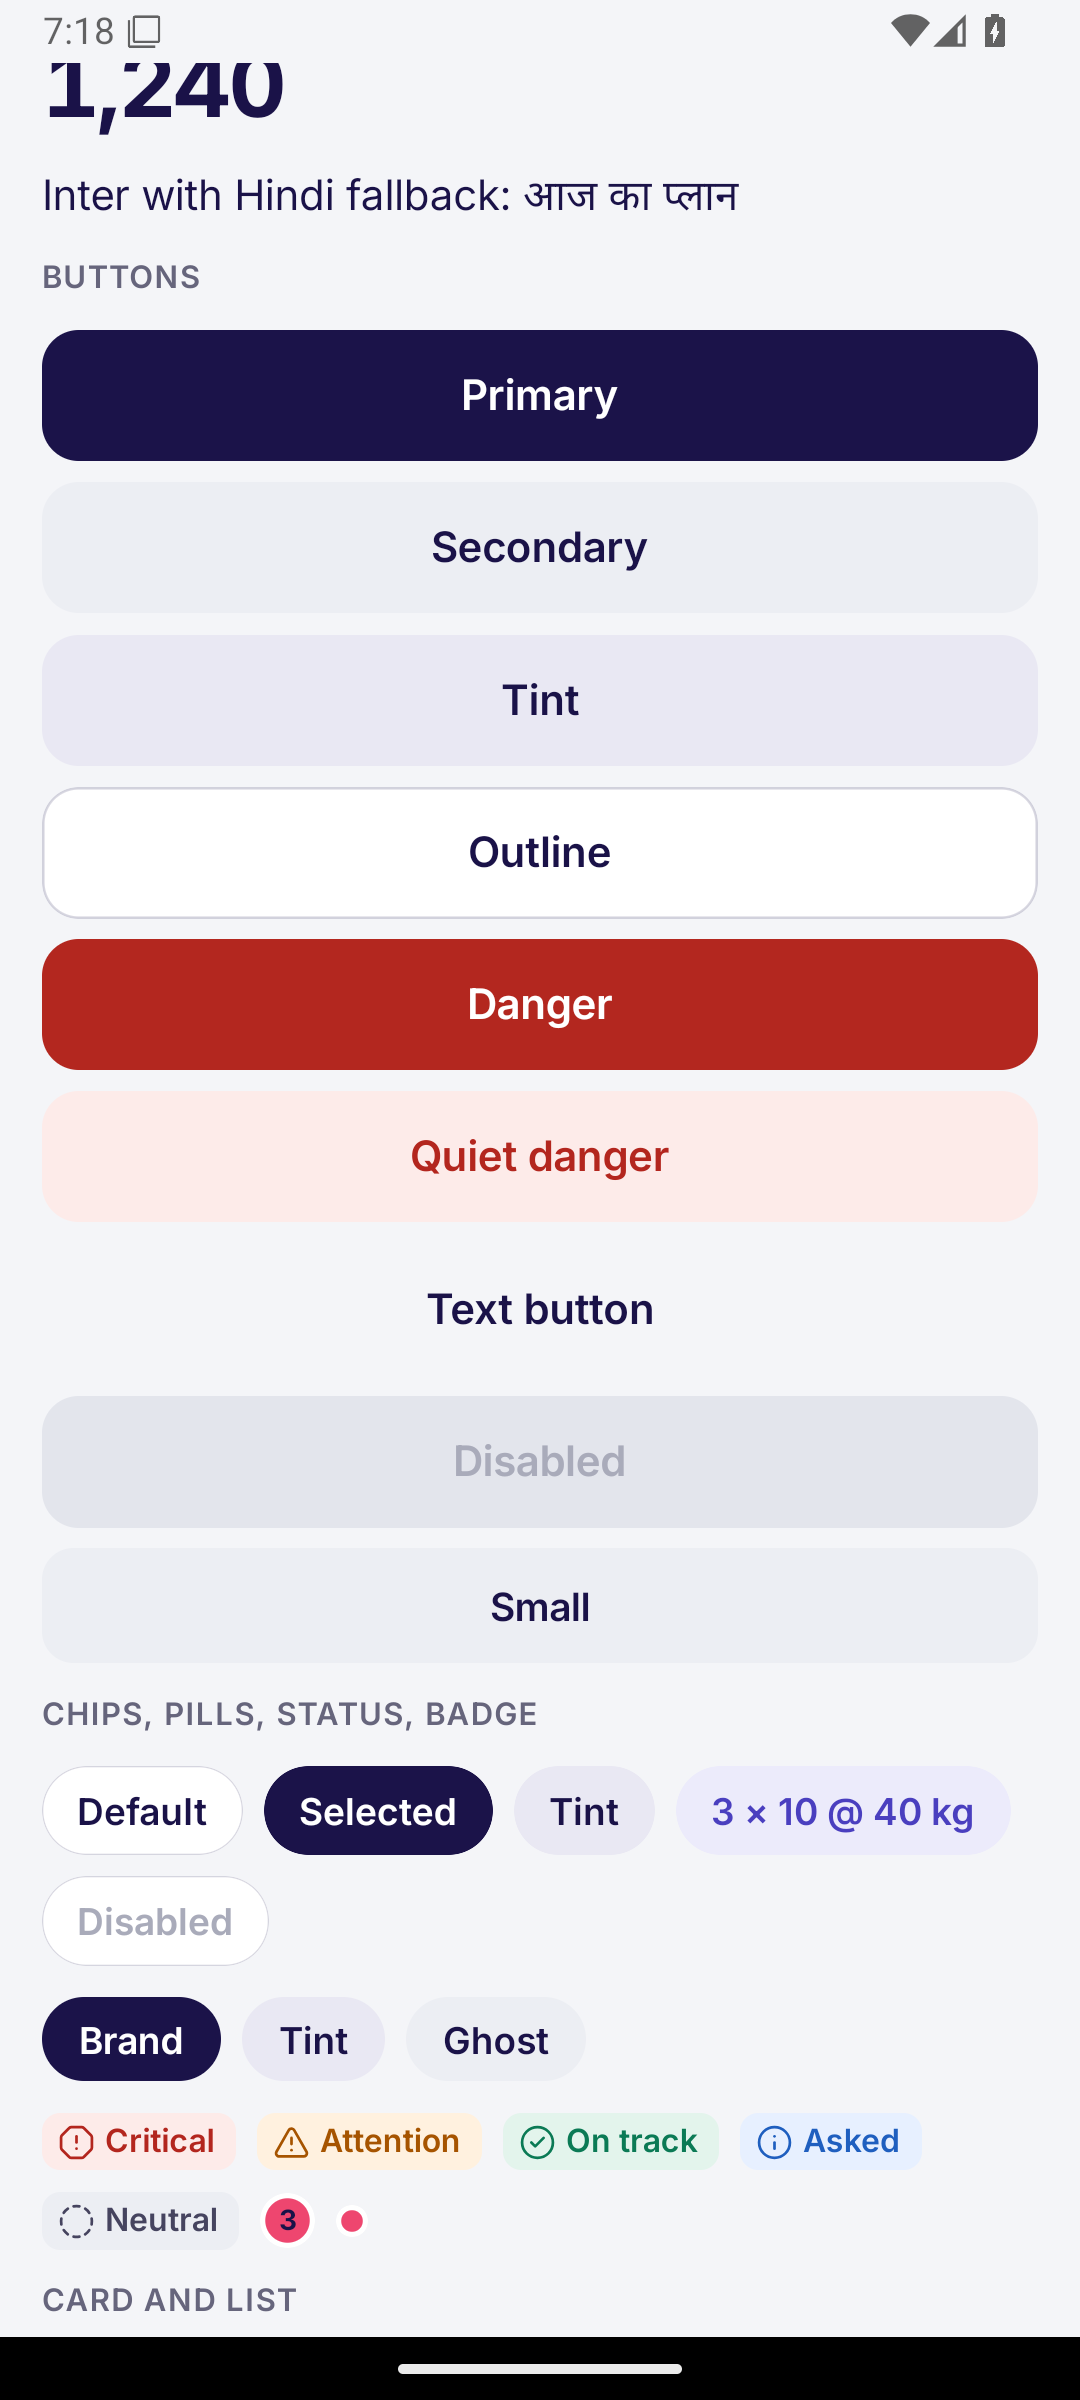 7:18
1,240
Inter with Hindi fallback: आज का प्लान
BUTTONS
Primary
Secondary
Tint
Outline
Danger
Quiet danger
Text button
Disabled
Small
CHIPS, PILLS, STATUS, BADGE
Default Selected Tint 3 × 10 @ 40 kg
Disabled
Brand Tint Ghost
Critical Attention On track Asked
Neutral 3
CARD AND LIST